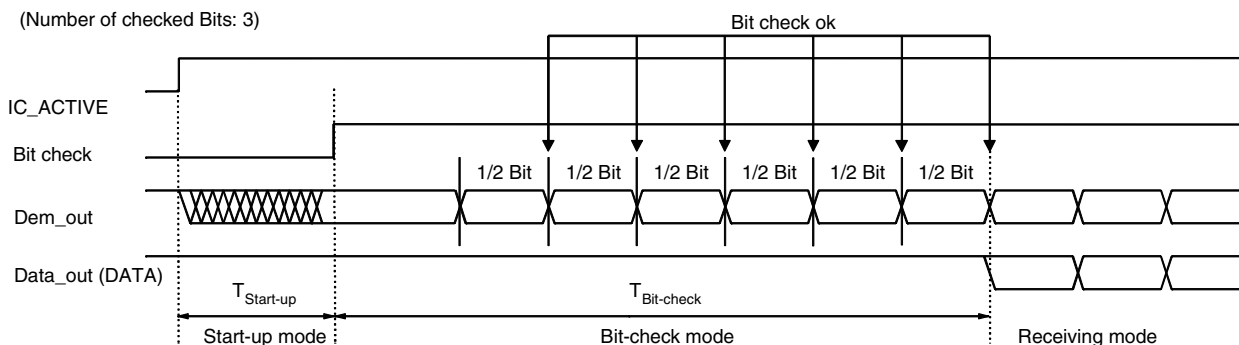 (Number of checked Bits: 3)
Bit check ok
IC_ACTIVE
Bit check
1/2 Bit 1/2 Bit 1/2 Bit 1/2 Bit 1/2 Bit 1/2 Bit
Dem_out
Data_out (DATA)
TStart-up TBit-check
Start-up mode Bit-check mode Receiving mode